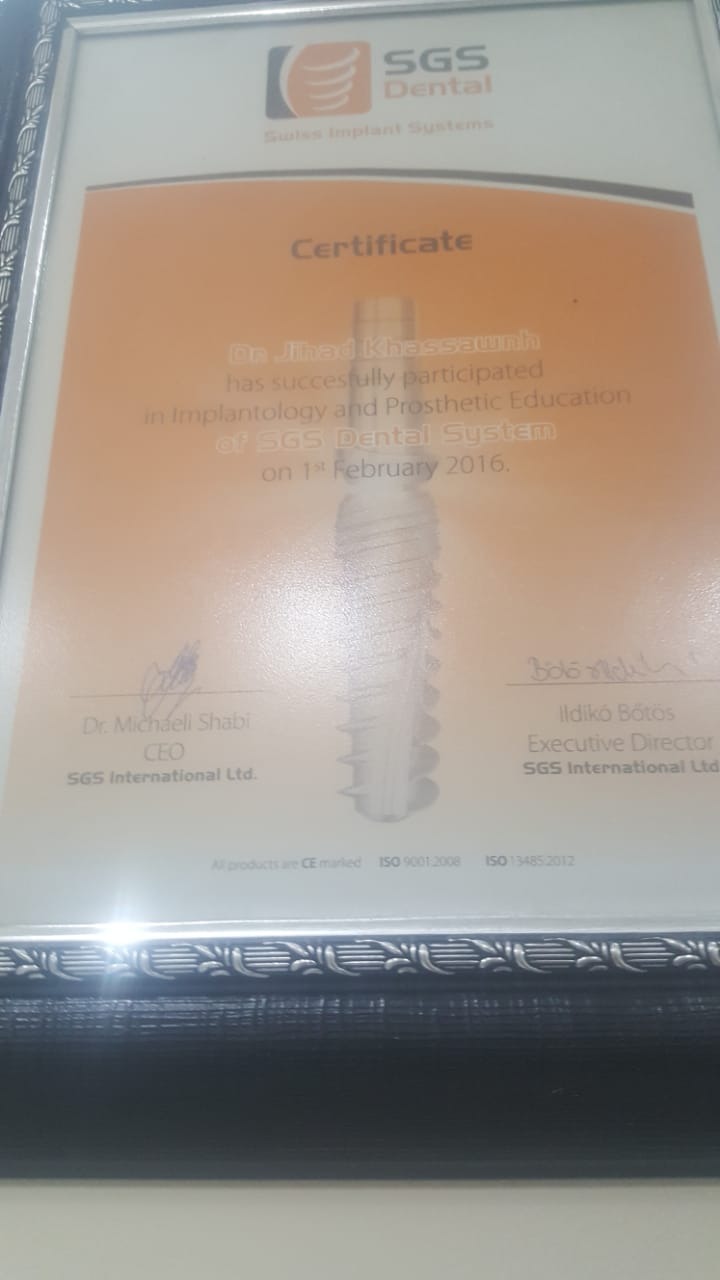 SGS
Dental
Swiss Implant Systems
Certificate
Dr. Jihad Khassawnh
has succesfully participated
in Implantology and Prosthetic Education
of SGS Dental System
on 1st February 2016.
Dr. Michaeli Shabi
CEO
SGS International Ltd.
Ildikó Bőtös
Executive Director
SGS International Ltd
All products are CE marked ISO 9001:2008 ISO 13485:2012